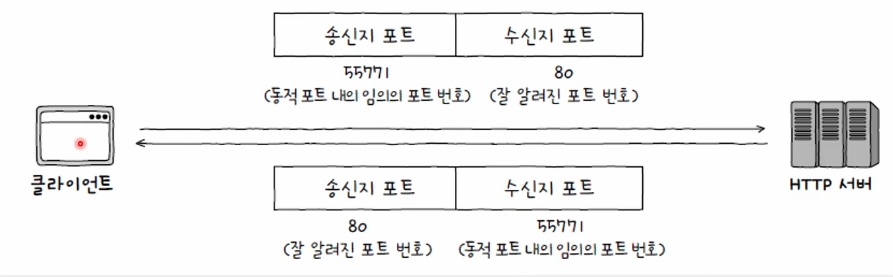 송신지 포트 수신지 포트
55771 80
(동적 포트 내의 임의의 포트 번호) (잘 알려진 포트 번호)
클라이언트 HTTP 서버
송신지 포트 수신지 포트
80 55771
(잘 알려진 포트 번호) (동적 포트 내의 임의의 포트 번호)